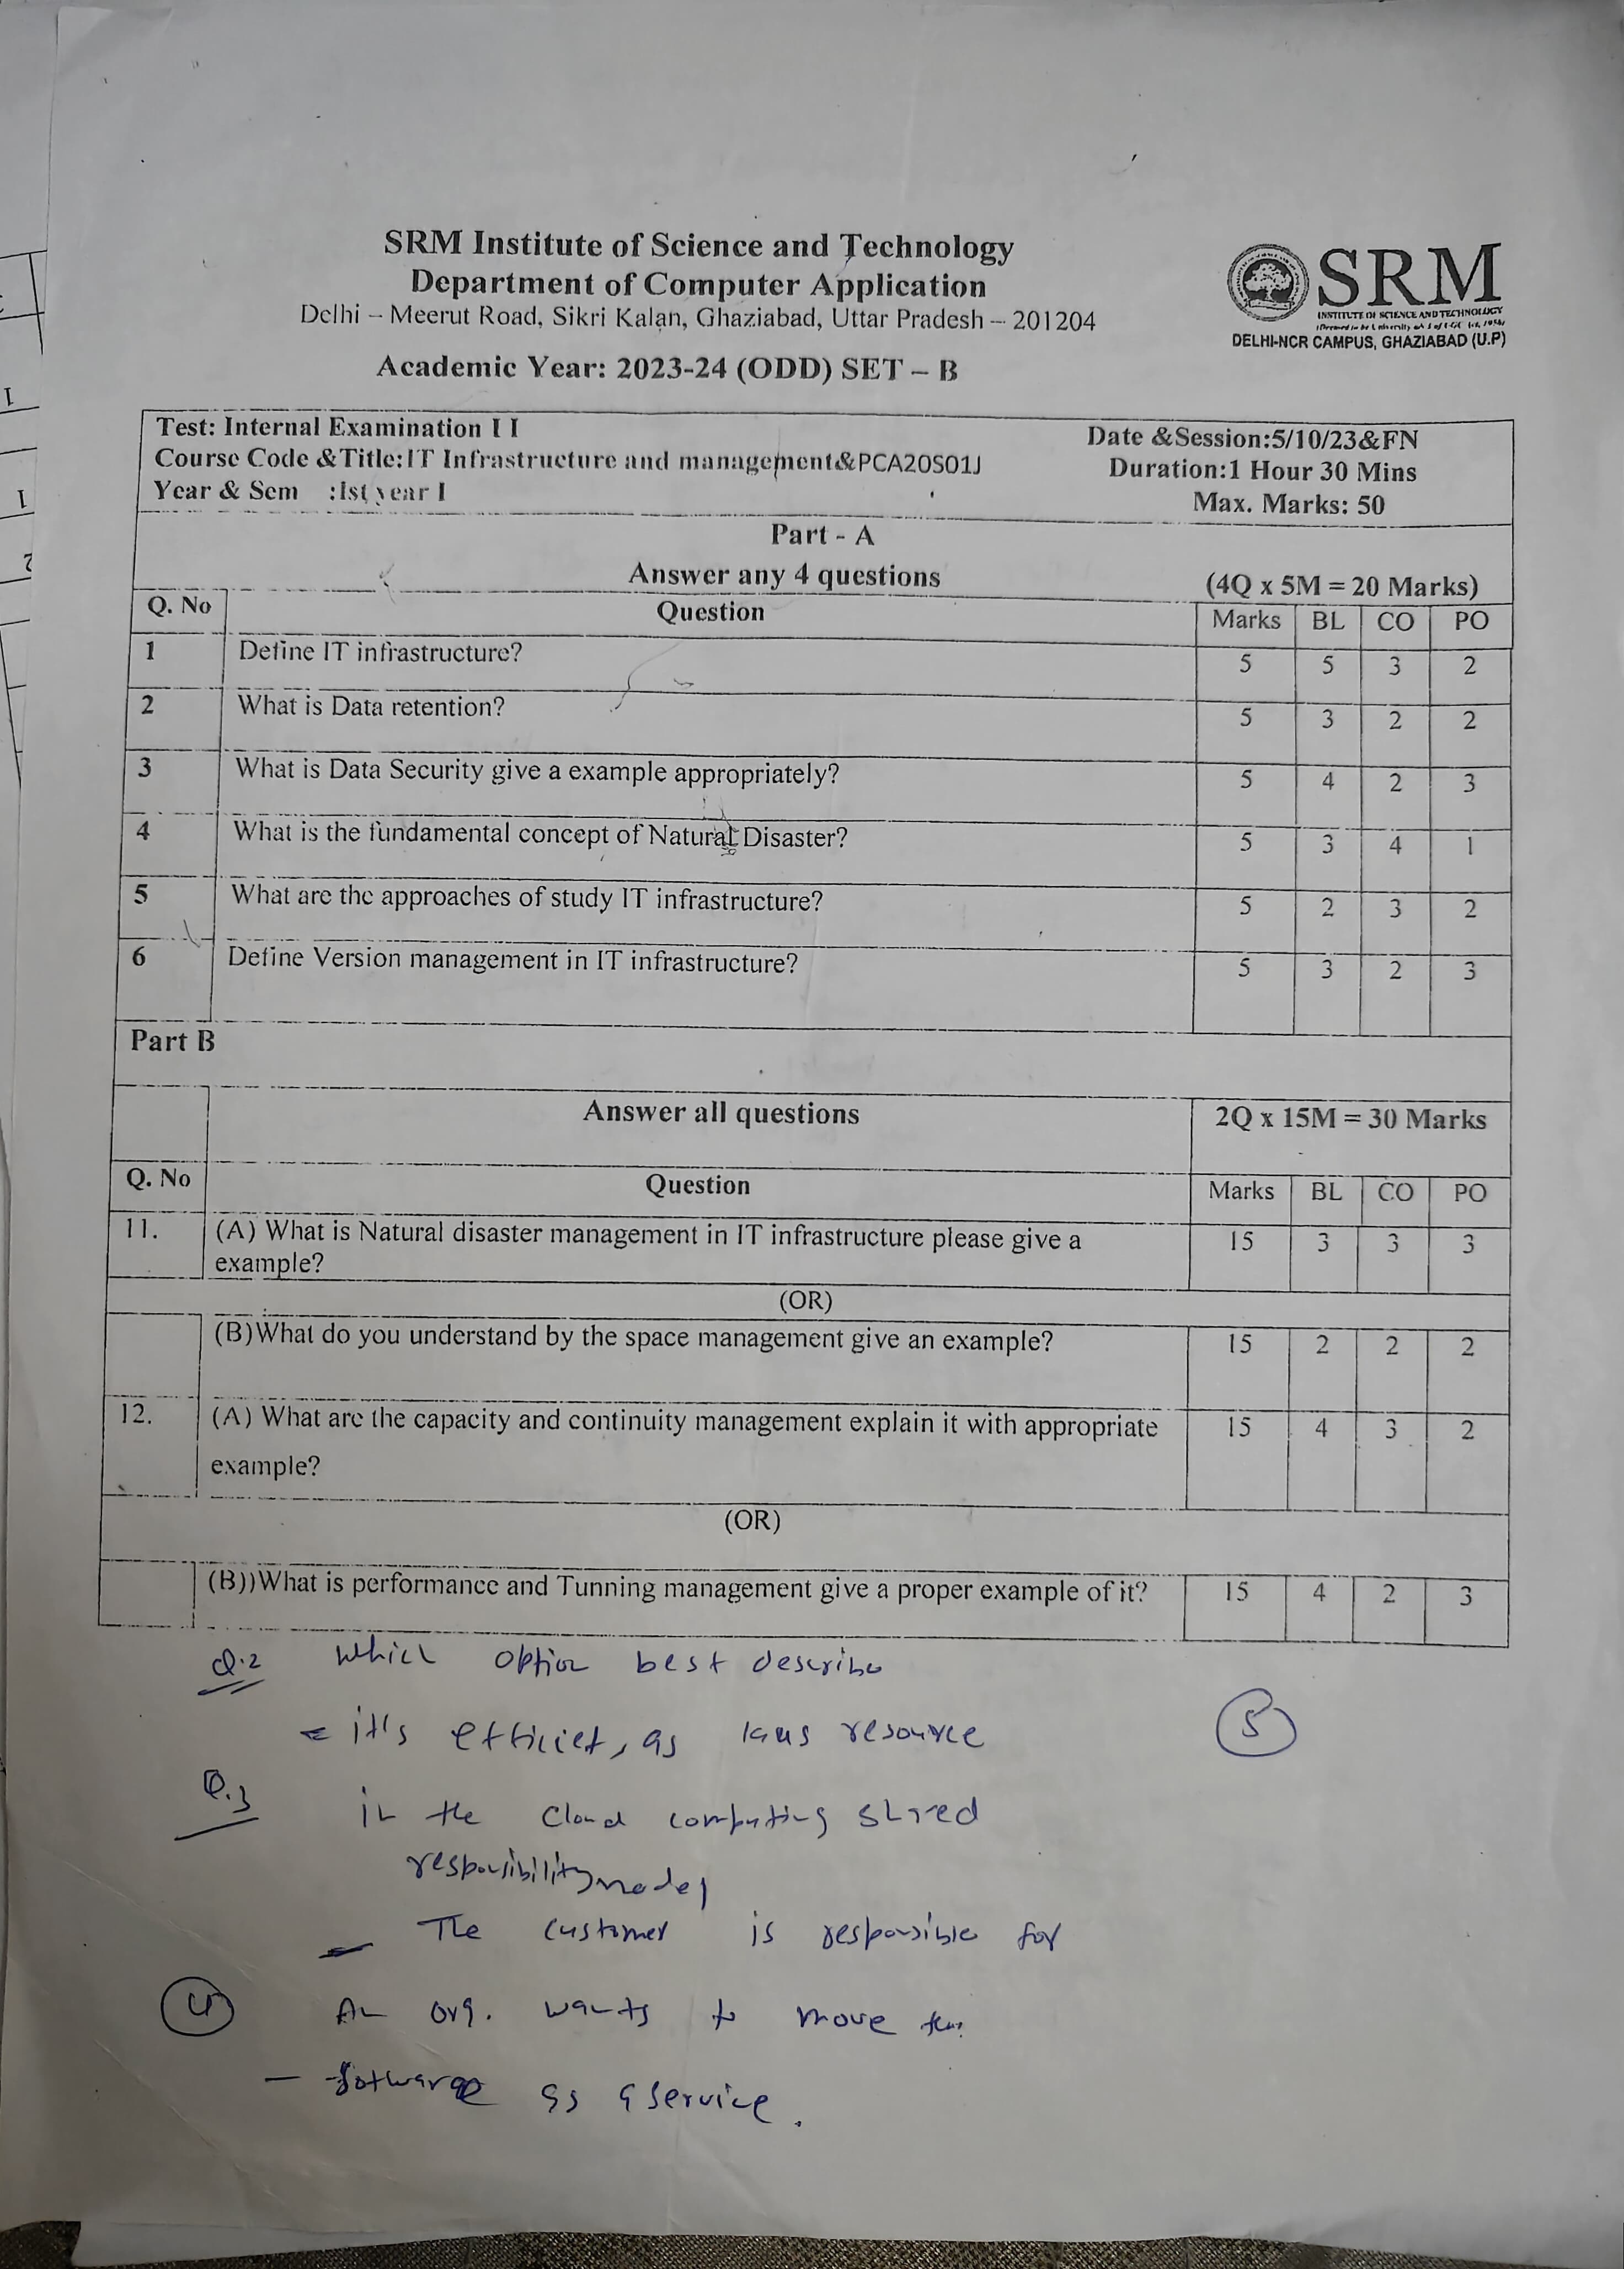 SRM Institute of Science and Technology
Department of Computer Application
Delhi – Meerut Road, Sikri Kalan, Ghaziabad, Uttar Pradesh – 201204
SRM
INSTITUTE OF SCIENCE AND TECHNOLOGY
DELHI-NCR CAMPUS, GHAZIABAD (U.P)
Academic Year: 2023-24 (ODD) SET – B
Test: Internal Examination I I
Date &Session:5/10/23&FN
Course Code &Title:IT Infrastructure and management&PCA20S01J
Duration:1 Hour 30 Mins
Year & Sem :Ist year I
Max. Marks: 50
Part - A
Answer any 4 questions (4Q x 5M = 20 Marks)
Q. No Question Marks BL CO PO
1 Define IT infrastructure? 5 5 3 2
2 What is Data retention? 5 3 2 2
3 What is Data Security give a example appropriately? 5 4 2 3
4 What is the fundamental concept of Natural Disaster? 5 3 4 1
5 What are the approaches of study IT infrastructure? 5 2 3 2
6 Define Version management in IT infrastructure? 5 3 2 3
Part B
Answer all questions 2Q x 15M = 30 Marks
Q. No Question Marks BL CO PO
11. (A) What is Natural disaster management in IT infrastructure please give a 15 3 3 3
example?
(OR)
(B)What do you understand by the space management give an example? 15 2 2 2
12. (A) What are the capacity and continuity management explain it with appropriate 15 4 3 2
example?
(OR)
(B))What is performance and Tunning management give a proper example of it? 15 4 2 3
Q.2 Which option best describe
- it's as resource
5
Q.3 in the Cloud computing
responsibility model
- The customer is responsible for
4 An org. wants to move
- as a service.